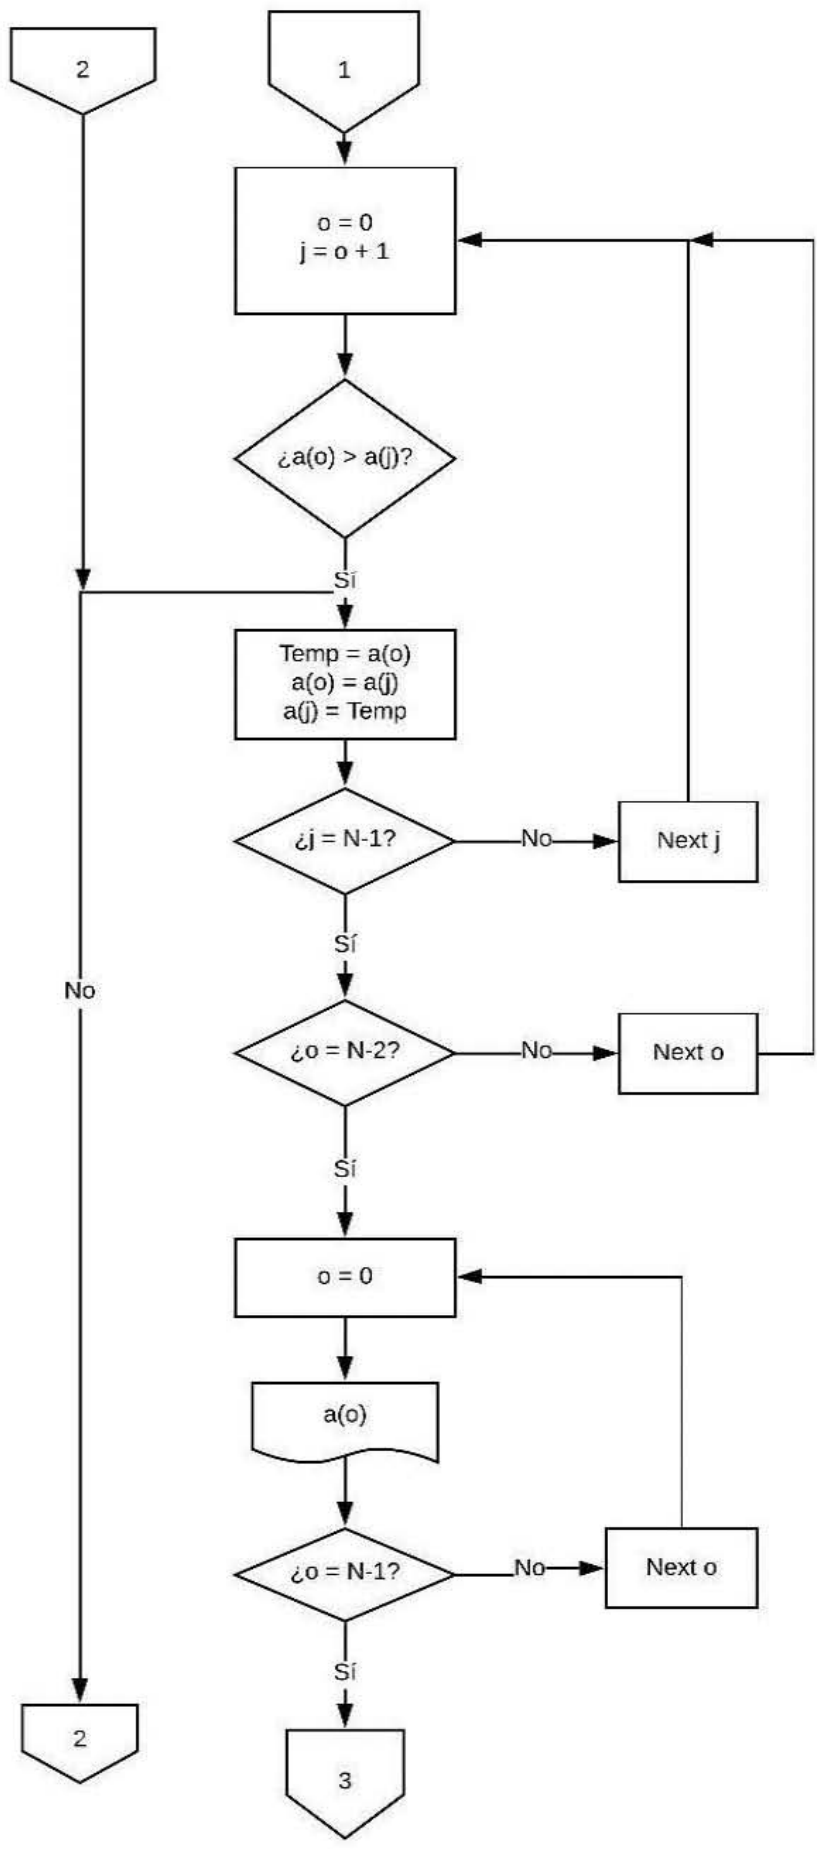 2
1
o = 0
j = o + 1
¿a(o) > a(j)?
Sí
Temp = a(o)
a(o) = a(j)
a(j) = Temp
¿j = N-1?
No
Next j
Sí
No
¿o = N-2?
No
Next o
Sí
o = 0
a(o)
¿o = N-1?
No
Next o
Sí
2
3